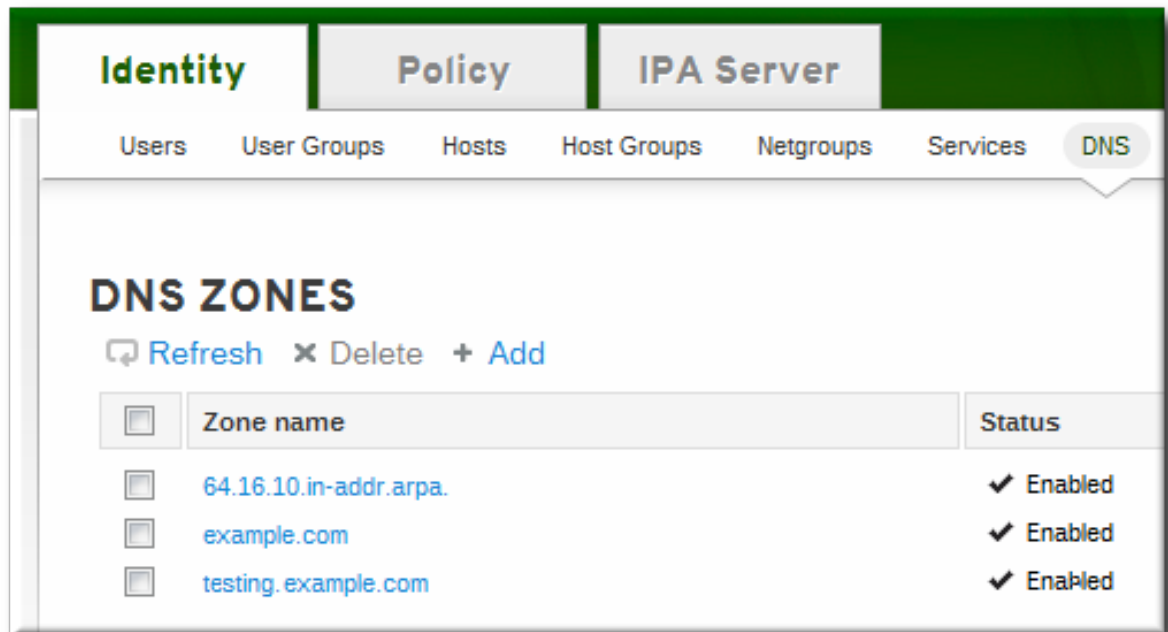 Identity Policy IPA Server
Users User Groups Hosts Host Groups Netgroups Services DNS
DNS ZONES
Refresh Delete + Add
Zone name Status
64.16.10.in-addr.arpa. Enabled
example.com Enabled
testing.example.com Enabled